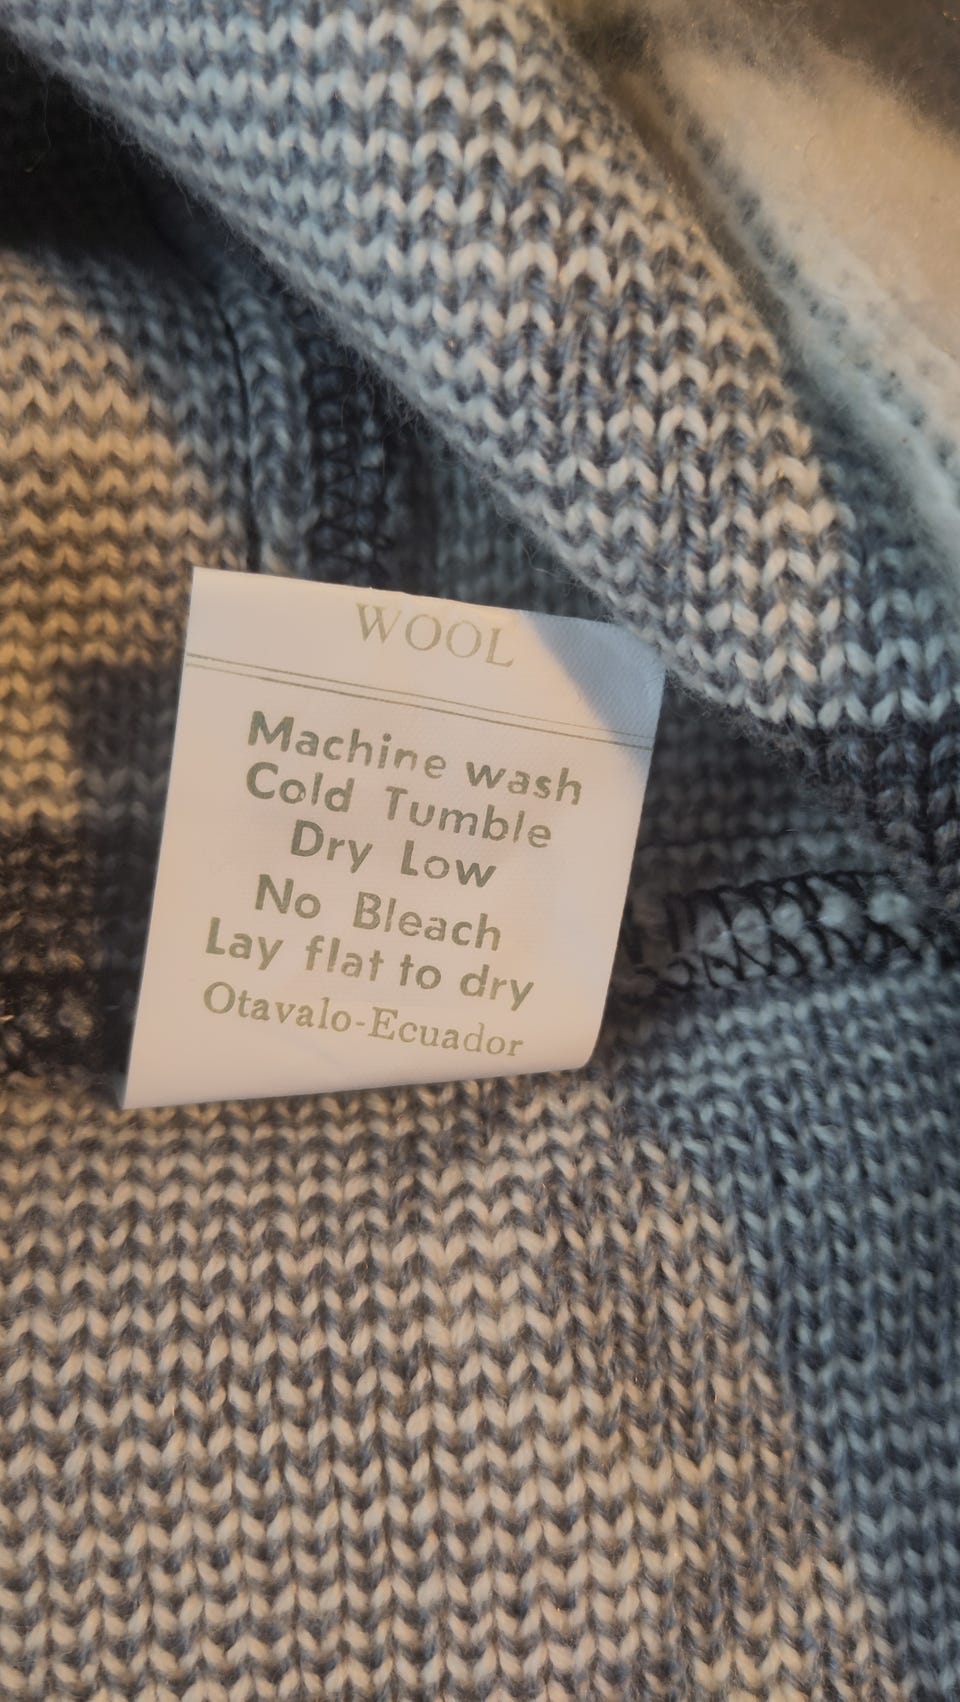 WOOL
Machine wash
Cold Tumble
Dry Low
No Bleach
Lay flat to dry
Otavalo-Ecuador